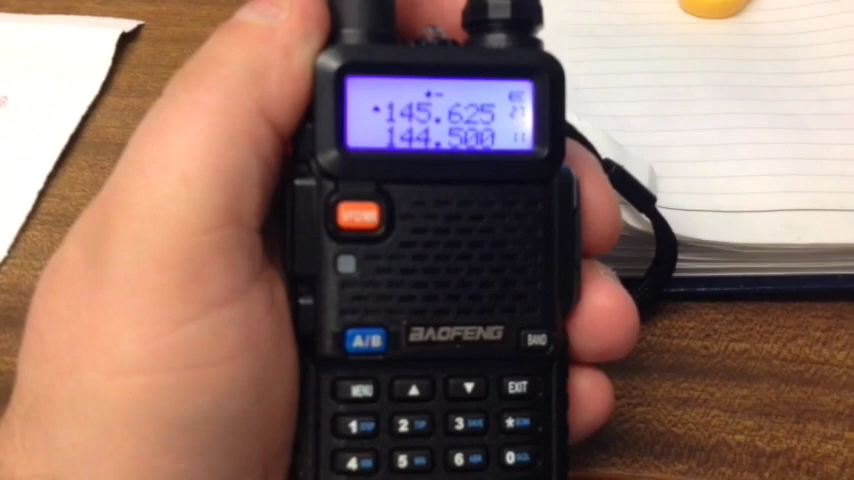 +-
145.625
144.500
VFO/MR
A/B
BAOFENG
BAND
MENU ▲ ▼ EXIT
1 2 3 *
4 5 6 0